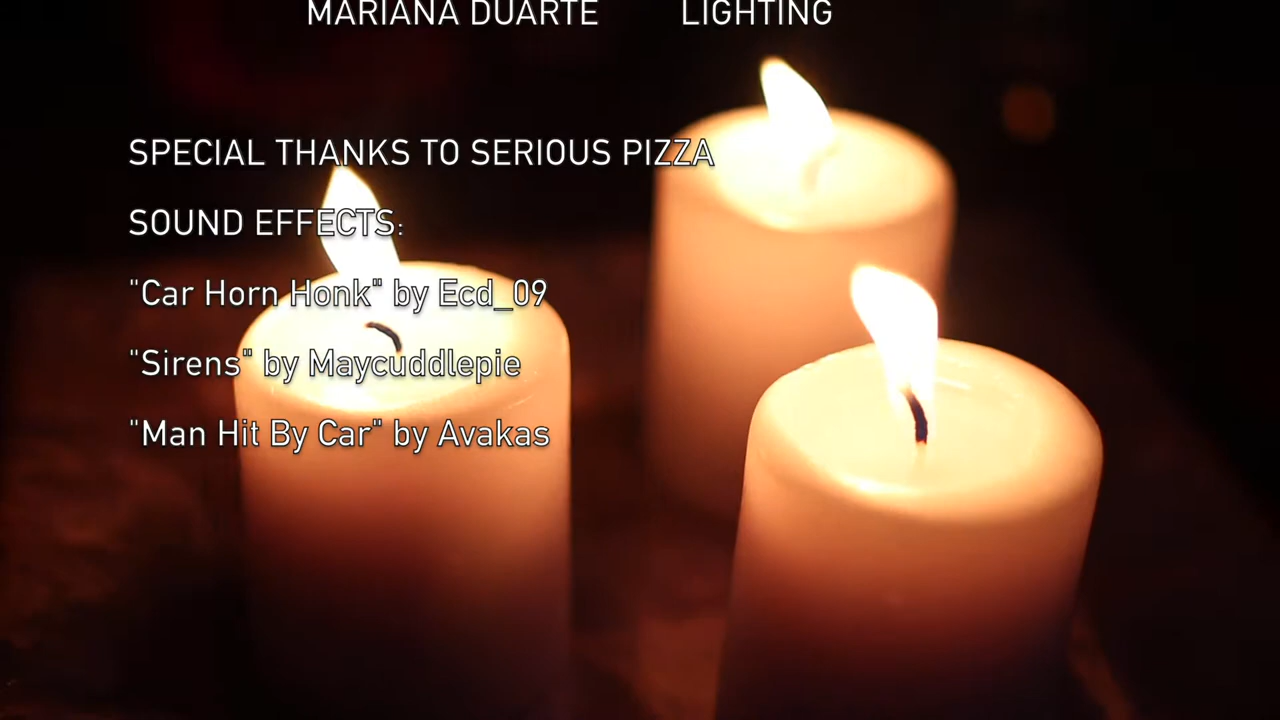 MARIANA DUARTE LIGHTING
SPECIAL THANKS TO SERIOUS PIZZA
SOUND EFFECTS:
"Car Horn Honk" by Ecd_09
"Sirens" by Maycuddlepie
"Man Hit By Car" by Avakas